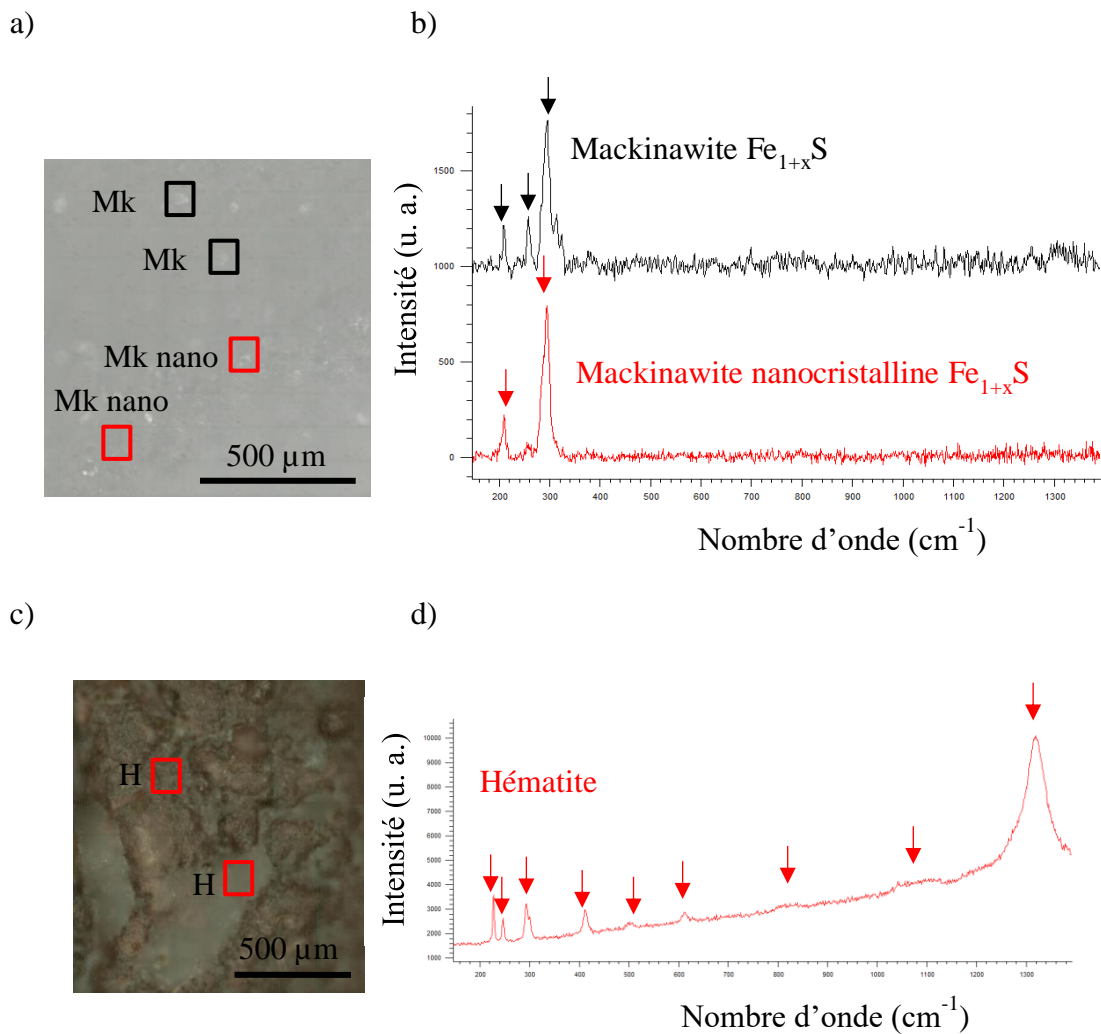 a)
b)
Mk
Mk
Mk nano
Mk nano
500 µm
Intensité (u. a.)
1500
1000
500
0
Mackinawite Fe1+xS
Mackinawite nanocristalline Fe1+xS
200 300 400 500 600 700 800 900 1000 1100 1200 1300
Nombre d’onde (cm-1)
c)
d)
H
H
500 µm
Intensité (u. a.)
10000
9000
8000
7000
6000
5000
4000
3000
2000
1000
Hématite
200 300 400 500 600 700 800 900 1000 1100 1200 1300
Nombre d’onde (cm-1)